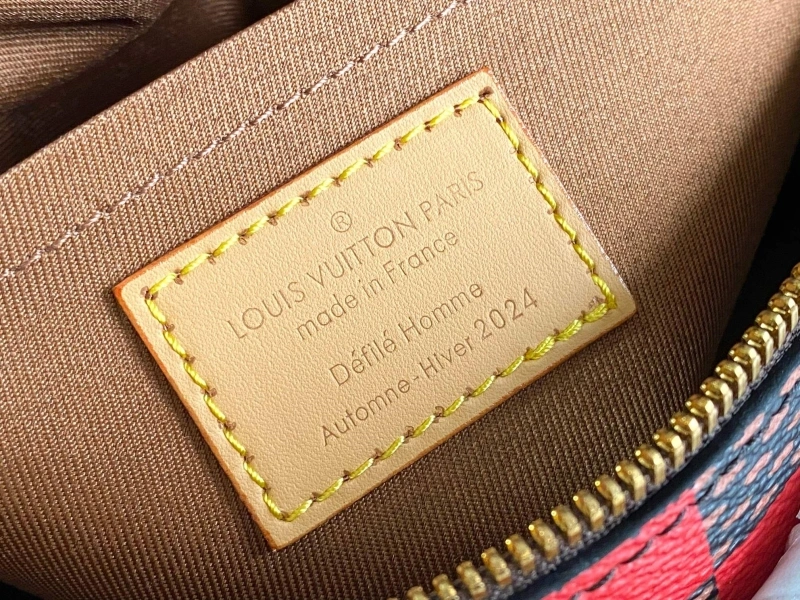 ®
LOUIS VUITTON PARIS
made in France
Défilé Homme
Automne-HIver 2024